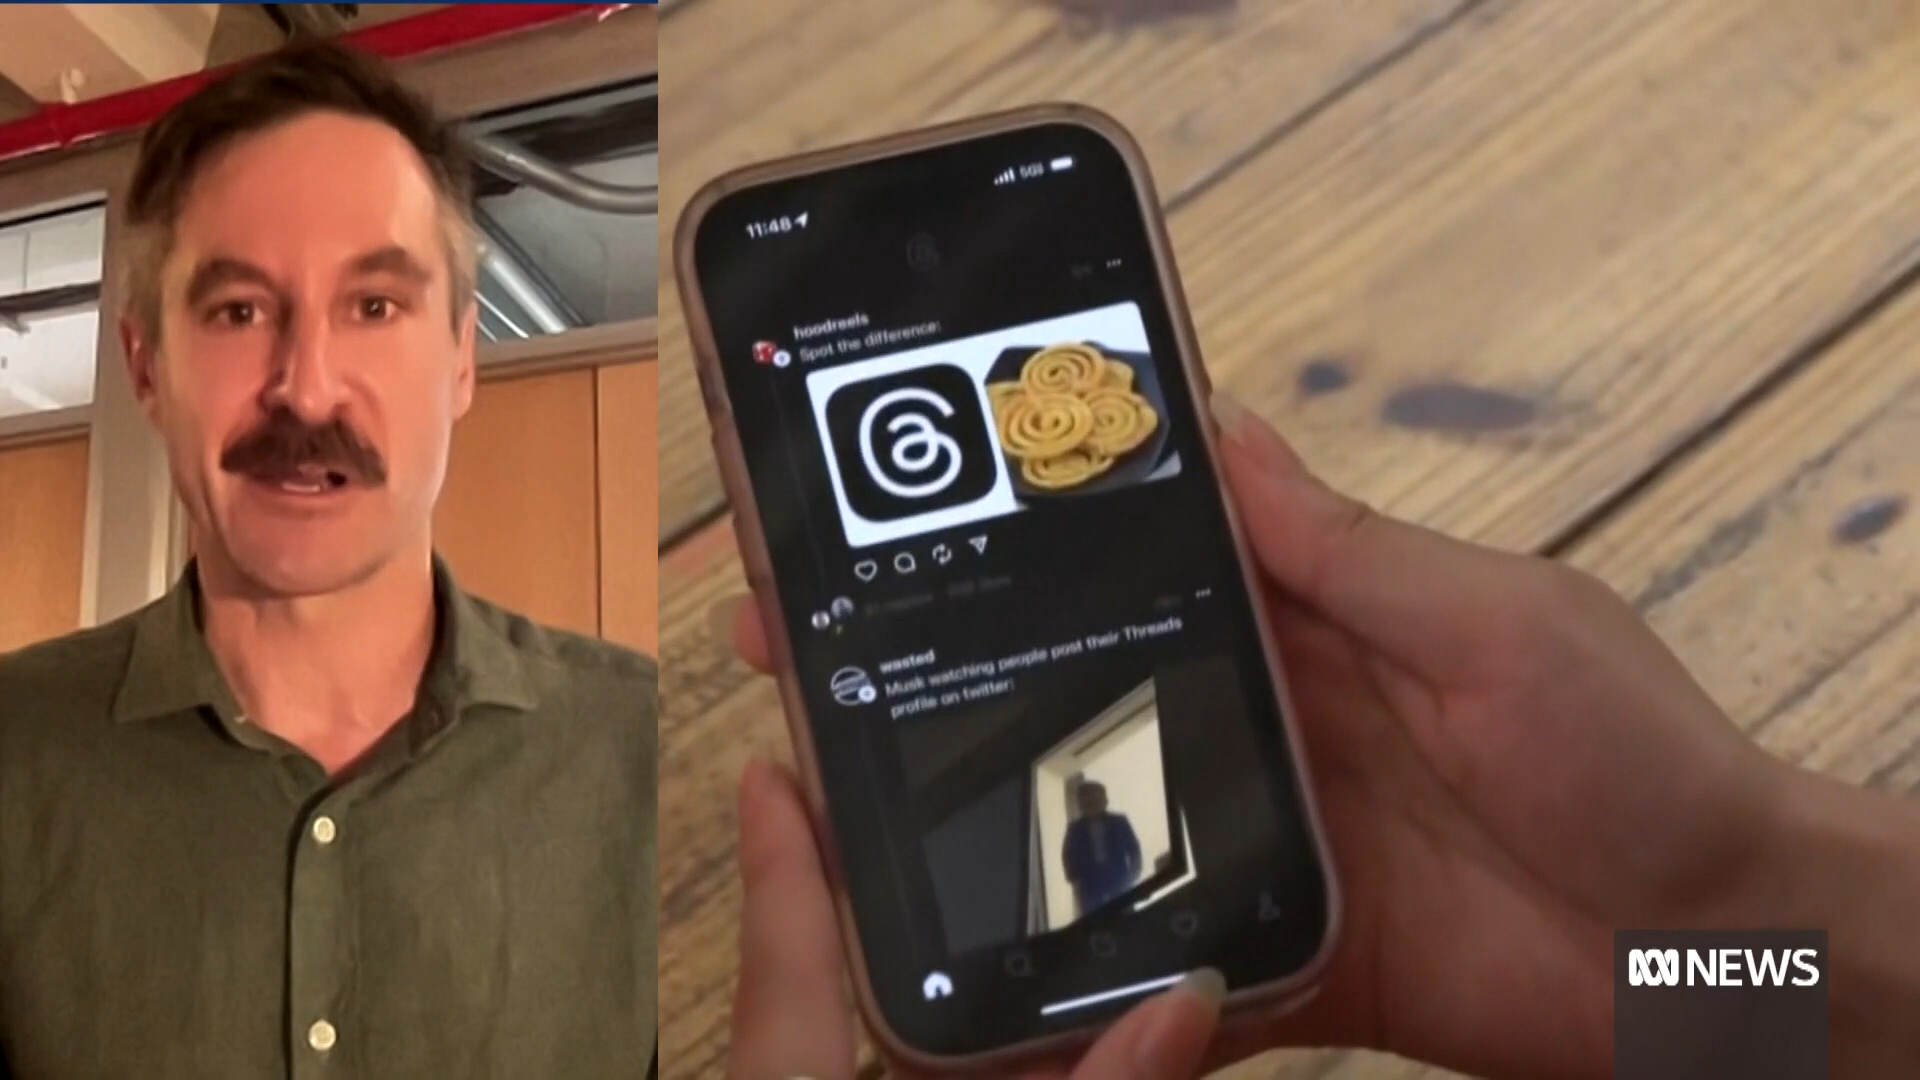 11:48
5G
hoodreels
Spot the difference:
wasted
Musk watching people post their Threads
profile on twitter:
NEWS